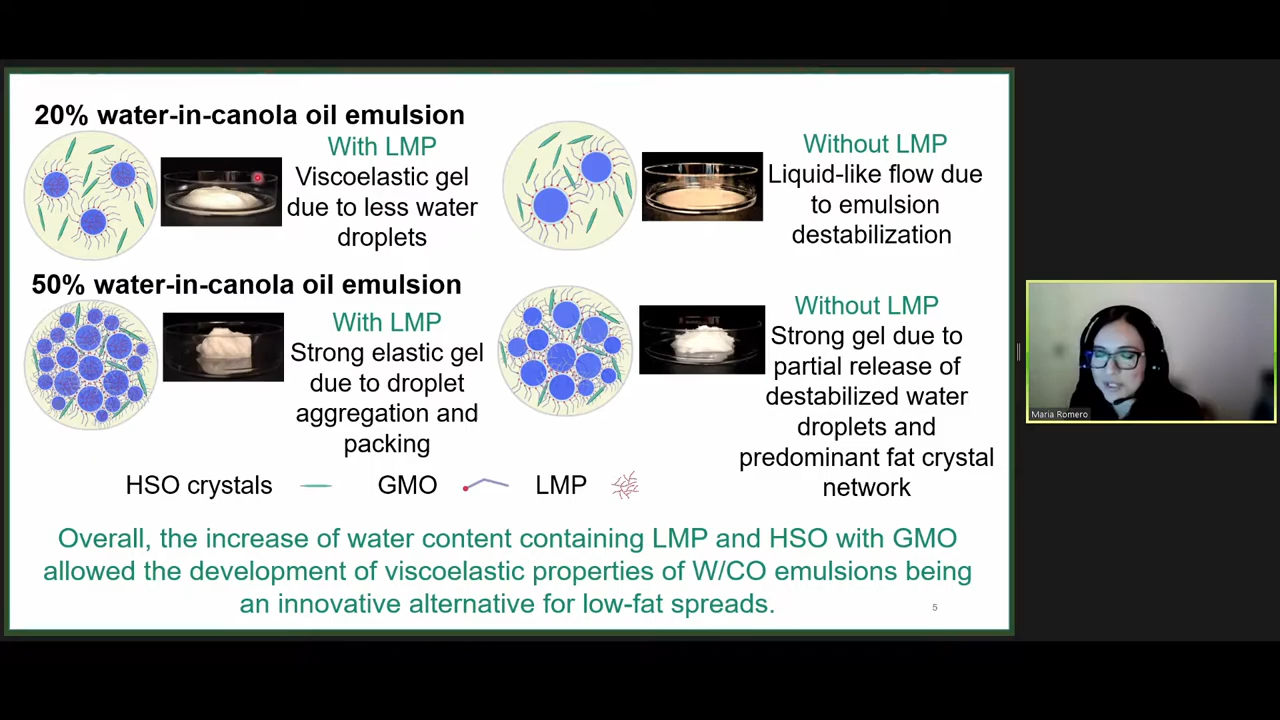 20% water-in-canola oil emulsion
With LMP
Viscoelastic gel
due to less water
droplets
Without LMP
Liquid-like flow due
to emulsion
destabilization
50% water-in-canola oil emulsion
With LMP
Strong elastic gel
due to droplet
aggregation and
packing
Without LMP
Strong gel due to
partial release of
destabilized water
droplets and
predominant fat crystal
network
HSO crystals
GMO
LMP
Overall, the increase of water content containing LMP and HSO with GMO
allowed the development of viscoelastic properties of W/CO emulsions being
an innovative alternative for low-fat spreads.
5
Maria Romero